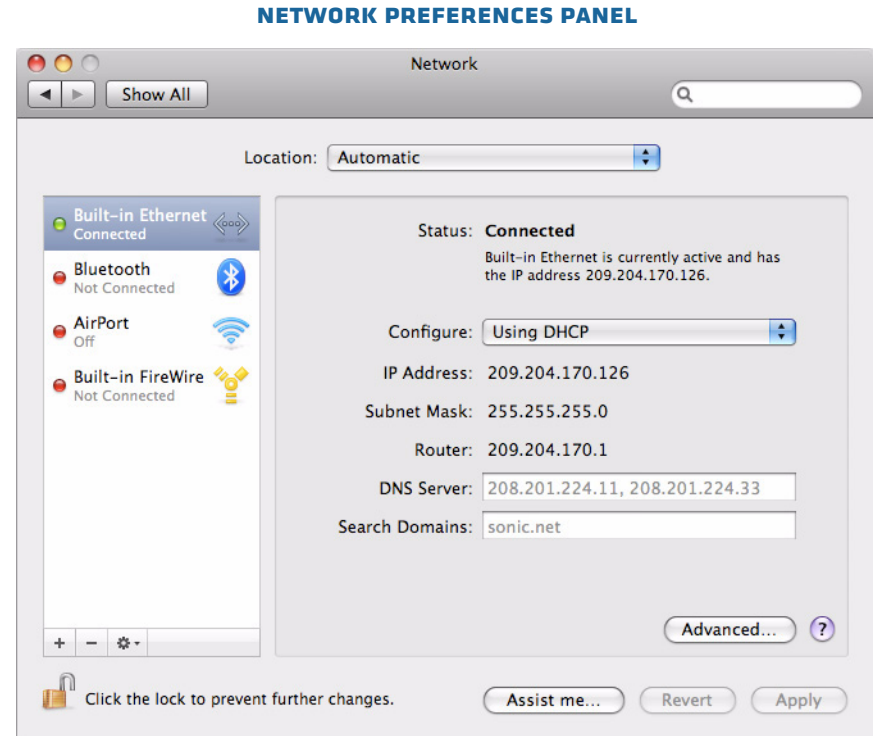 NETWORK PREFERENCES PANEL
Network
Show All
Location: Automatic
Built-in Ethernet
Connected
Bluetooth
Not Connected
AirPort
Off
Built-in FireWire
Not Connected
Status: Connected
Built-in Ethernet is currently active and has
the IP address 209.204.170.126.
Configure: Using DHCP
IP Address: 209.204.170.126
Subnet Mask: 255.255.255.0
Router: 209.204.170.1
DNS Server: 208.201.224.11, 208.201.224.33
Search Domains: sonic.net
Advanced... ?
Click the lock to prevent further changes.
Assist me... Revert Apply